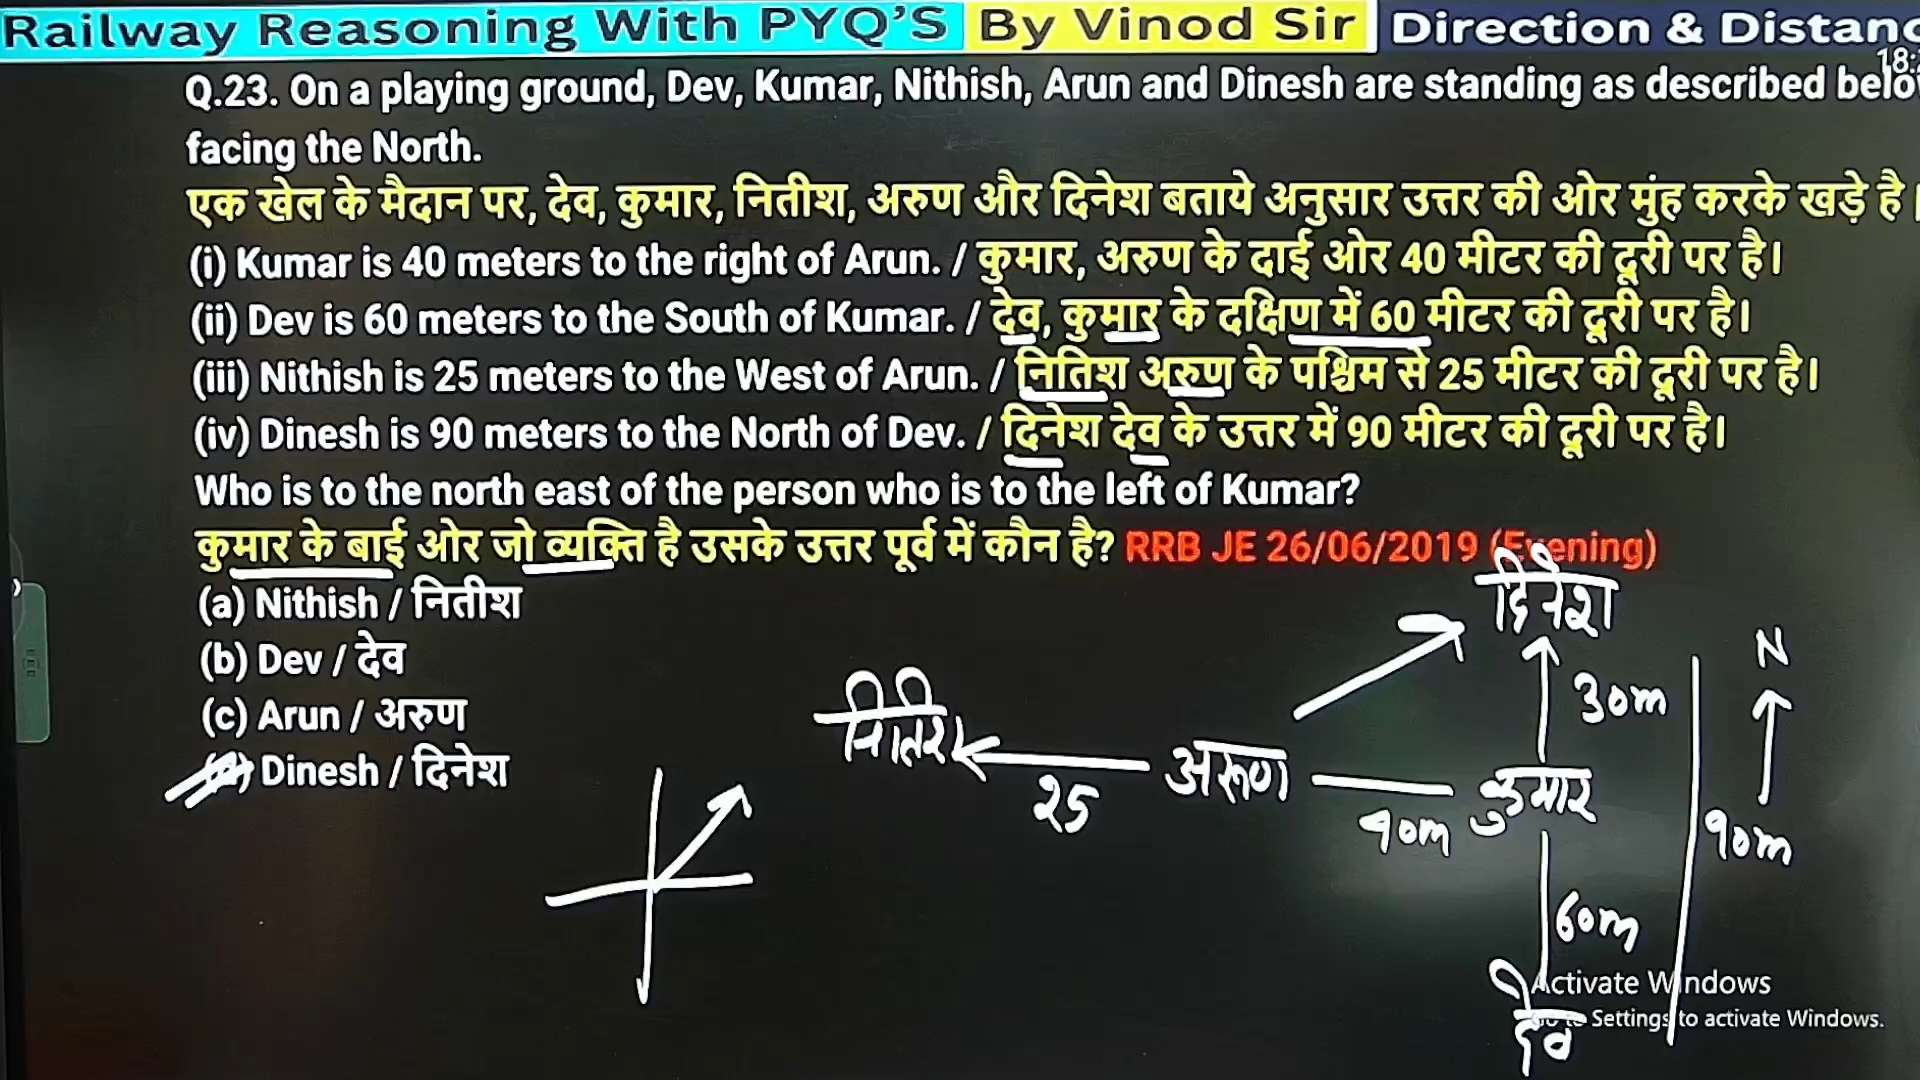 Railway Reasoning With PYQ'S By Vinod Sir Direction & Distanc
18:
Q.23. On a playing ground, Dev, Kumar, Nithish, Arun and Dinesh are standing as described belo
facing the North.
एक खेल के मैदान पर, देव, कुमार, नितीश, अरुण और दिनेश बताये अनुसार उत्तर की ओर मुंह करके खड़े है।
(i) Kumar is 40 meters to the right of Arun. / कुमार, अरुण के दाई ओर 40 मीटर की दूरी पर है।
(ii) Dev is 60 meters to the South of Kumar. / देव, कुमार के दक्षिण में 60 मीटर की दूरी पर है।
(iii) Nithish is 25 meters to the West of Arun. / नितिश अरुण के पश्चिम से 25 मीटर की दूरी पर है।
(iv) Dinesh is 90 meters to the North of Dev. / दिनेश देव के उत्तर में 90 मीटर की दूरी पर है।
Who is to the north east of the person who is to the left of Kumar?
कुमार के बाई ओर जो व्यक्ति है उसके उत्तर पूर्व में कौन है? RRB JE 26/06/2019 (Evening)
(a) Nithish / नितीश
(b) Dev / देव
(c) Arun / अरुण
Dinesh / दिनेश
दिनेश
N
30m
नितिश
अरूण
कुमार
25
40m
90m
60m
देव
Activate Windows
Go to Settings to activate Windows.